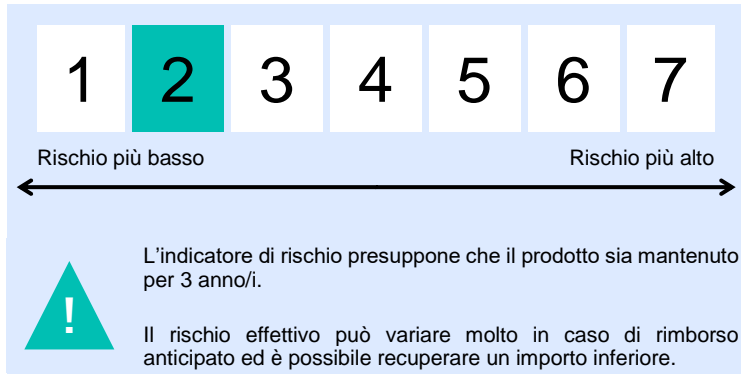 1 2 3 4 5 6 7
Rischio più basso Rischio più alto
!
L'indicatore di rischio presuppone che il prodotto sia mantenuto
per 3 anno/i.
Il rischio effettivo può variare molto in caso di rimborso
anticipato ed è possibile recuperare un importo inferiore.